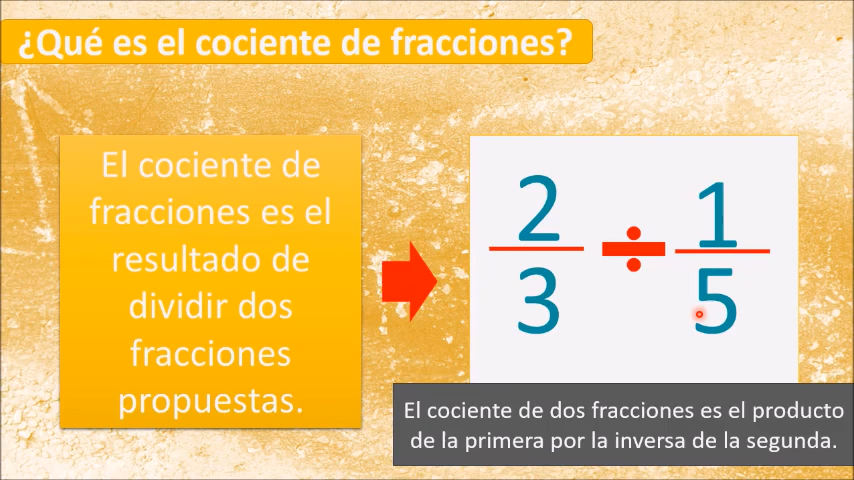 ¿Qué es el cociente de fracciones?
El cociente de
fracciones es el
resultado de
dividir dos
fracciones
propuestas.
2/3 ÷ 1/5
El cociente de dos fracciones es el producto
de la primera por la inversa de la segunda.